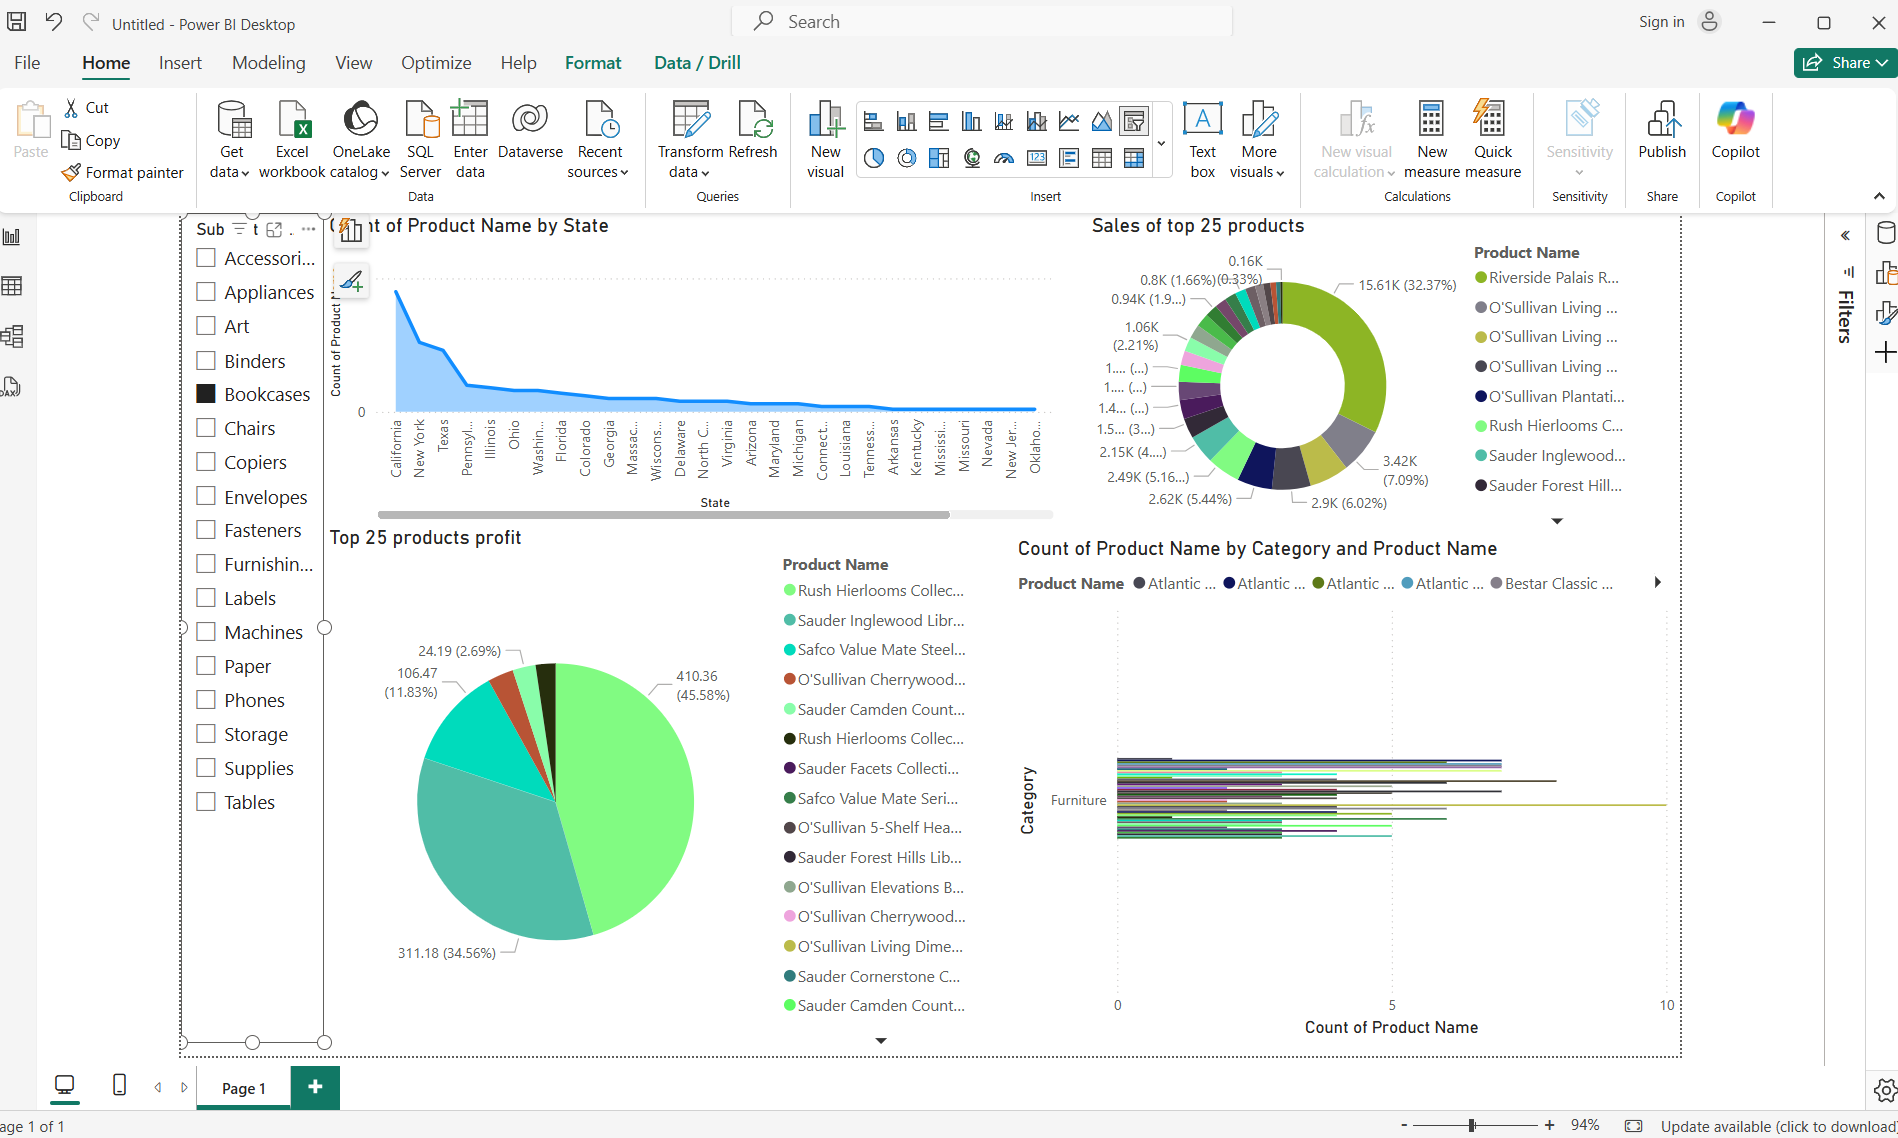 Untitled - Power BI Desktop
Search
Sign in
File Home Insert Modeling View Optimize Help Format Data / Drill
Share
Paste
Cut
Copy
Format painter
Clipboard
Get data
Excel workbook
OneLake catalog
SQL Server
Enter data
Dataverse
Recent sources
Data
Transform data
Refresh
Queries
New visual
123
Insert
A
Text box
More visuals
New visual calculation
New measure
Quick measure
Calculations
Sensitivity
Sensitivity
Publish
Share
Copilot
Copilot
DAX
Sub t . ...
Accessori...
Appliances
Art
Binders
Bookcases
Chairs
Copiers
Envelopes
Fasteners
Furnishin...
Labels
Machines
Paper
Phones
Storage
Supplies
Tables
nt of Product Name by State
Count of Product N
0
California
New York
Texas
Pennsyl...
Illinois
Ohio
Washin...
Florida
Colorado
Georgia
Massac...
Wiscons...
Delaware
North C...
Virginia
Arizona
Maryland
Michigan
Connect...
Louisiana
Tenness...
Arkansas
Kentucky
Mississi...
Missouri
Nevada
New Jer...
Oklaho...
State
Sales of top 25 products
0.16K
(0.33%)
0.8K (1.66%)
0.94K (1.9...)
1.06K
(2.21%)
1.... (...)
1.... (...)
1.4... (...)
1.5... (3...)
2.15K (4....)
2.49K (5.16...)
2.62K (5.44%)
2.9K (6.02%)
3.42K
(7.09%)
15.61K (32.37%)
Product Name
Riverside Palais R...
O'Sullivan Living ...
O'Sullivan Living ...
O'Sullivan Living ...
O'Sullivan Plantati...
Rush Hierlooms C...
Sauder Inglewood...
Sauder Forest Hill...
Filters
Top 25 products profit
24.19 (2.69%)
106.47
(11.83%)
410.36
(45.58%)
311.18 (34.56%)
Product Name
Rush Hierlooms Collec...
Sauder Inglewood Libr...
Safco Value Mate Steel...
O'Sullivan Cherrywood...
Sauder Camden Count...
Rush Hierlooms Collec...
Sauder Facets Collecti...
Safco Value Mate Seri...
O'Sullivan 5-Shelf Hea...
Sauder Forest Hills Lib...
O'Sullivan Elevations B...
O'Sullivan Cherrywood...
O'Sullivan Living Dime...
Sauder Cornerstone C...
Sauder Camden Count...
Count of Product Name by Category and Product Name
Product Name Atlantic ... Atlantic ... Atlantic ... Atlantic ... Bestar Classic ...
Category
Furniture
0 5 10
Count of Product Name
Page 1
+
age 1 of 1
- + 94%
Update available (click to download